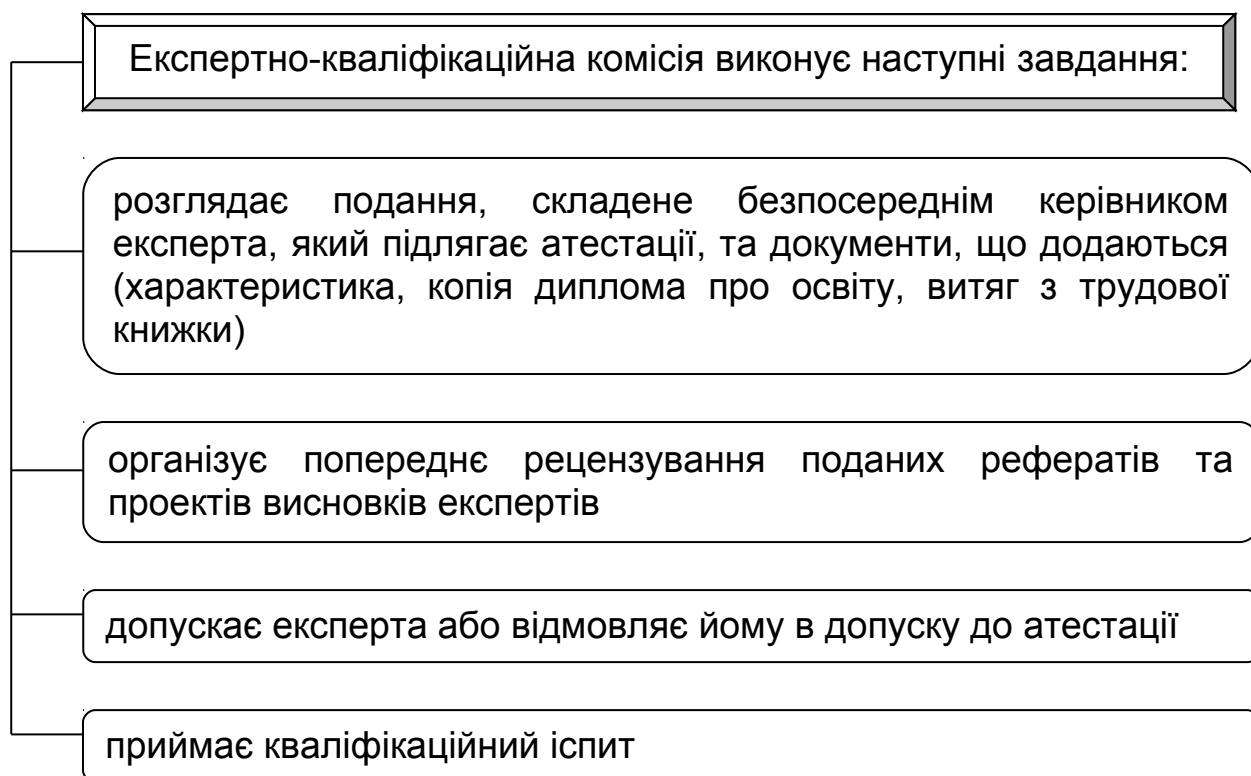 Експертно-кваліфікаційна комісія виконує наступні завдання:
розглядає подання, складене безпосереднім керівником
експерта, який підлягає атестації, та документи, що додаються
(характеристика, копія диплома про освіту, витяг з трудової
книжки)
організує попереднє рецензування поданих рефератів та
проектів висновків експертів
допускає експерта або відмовляє йому в допуску до атестації
приймає кваліфікаційний іспит